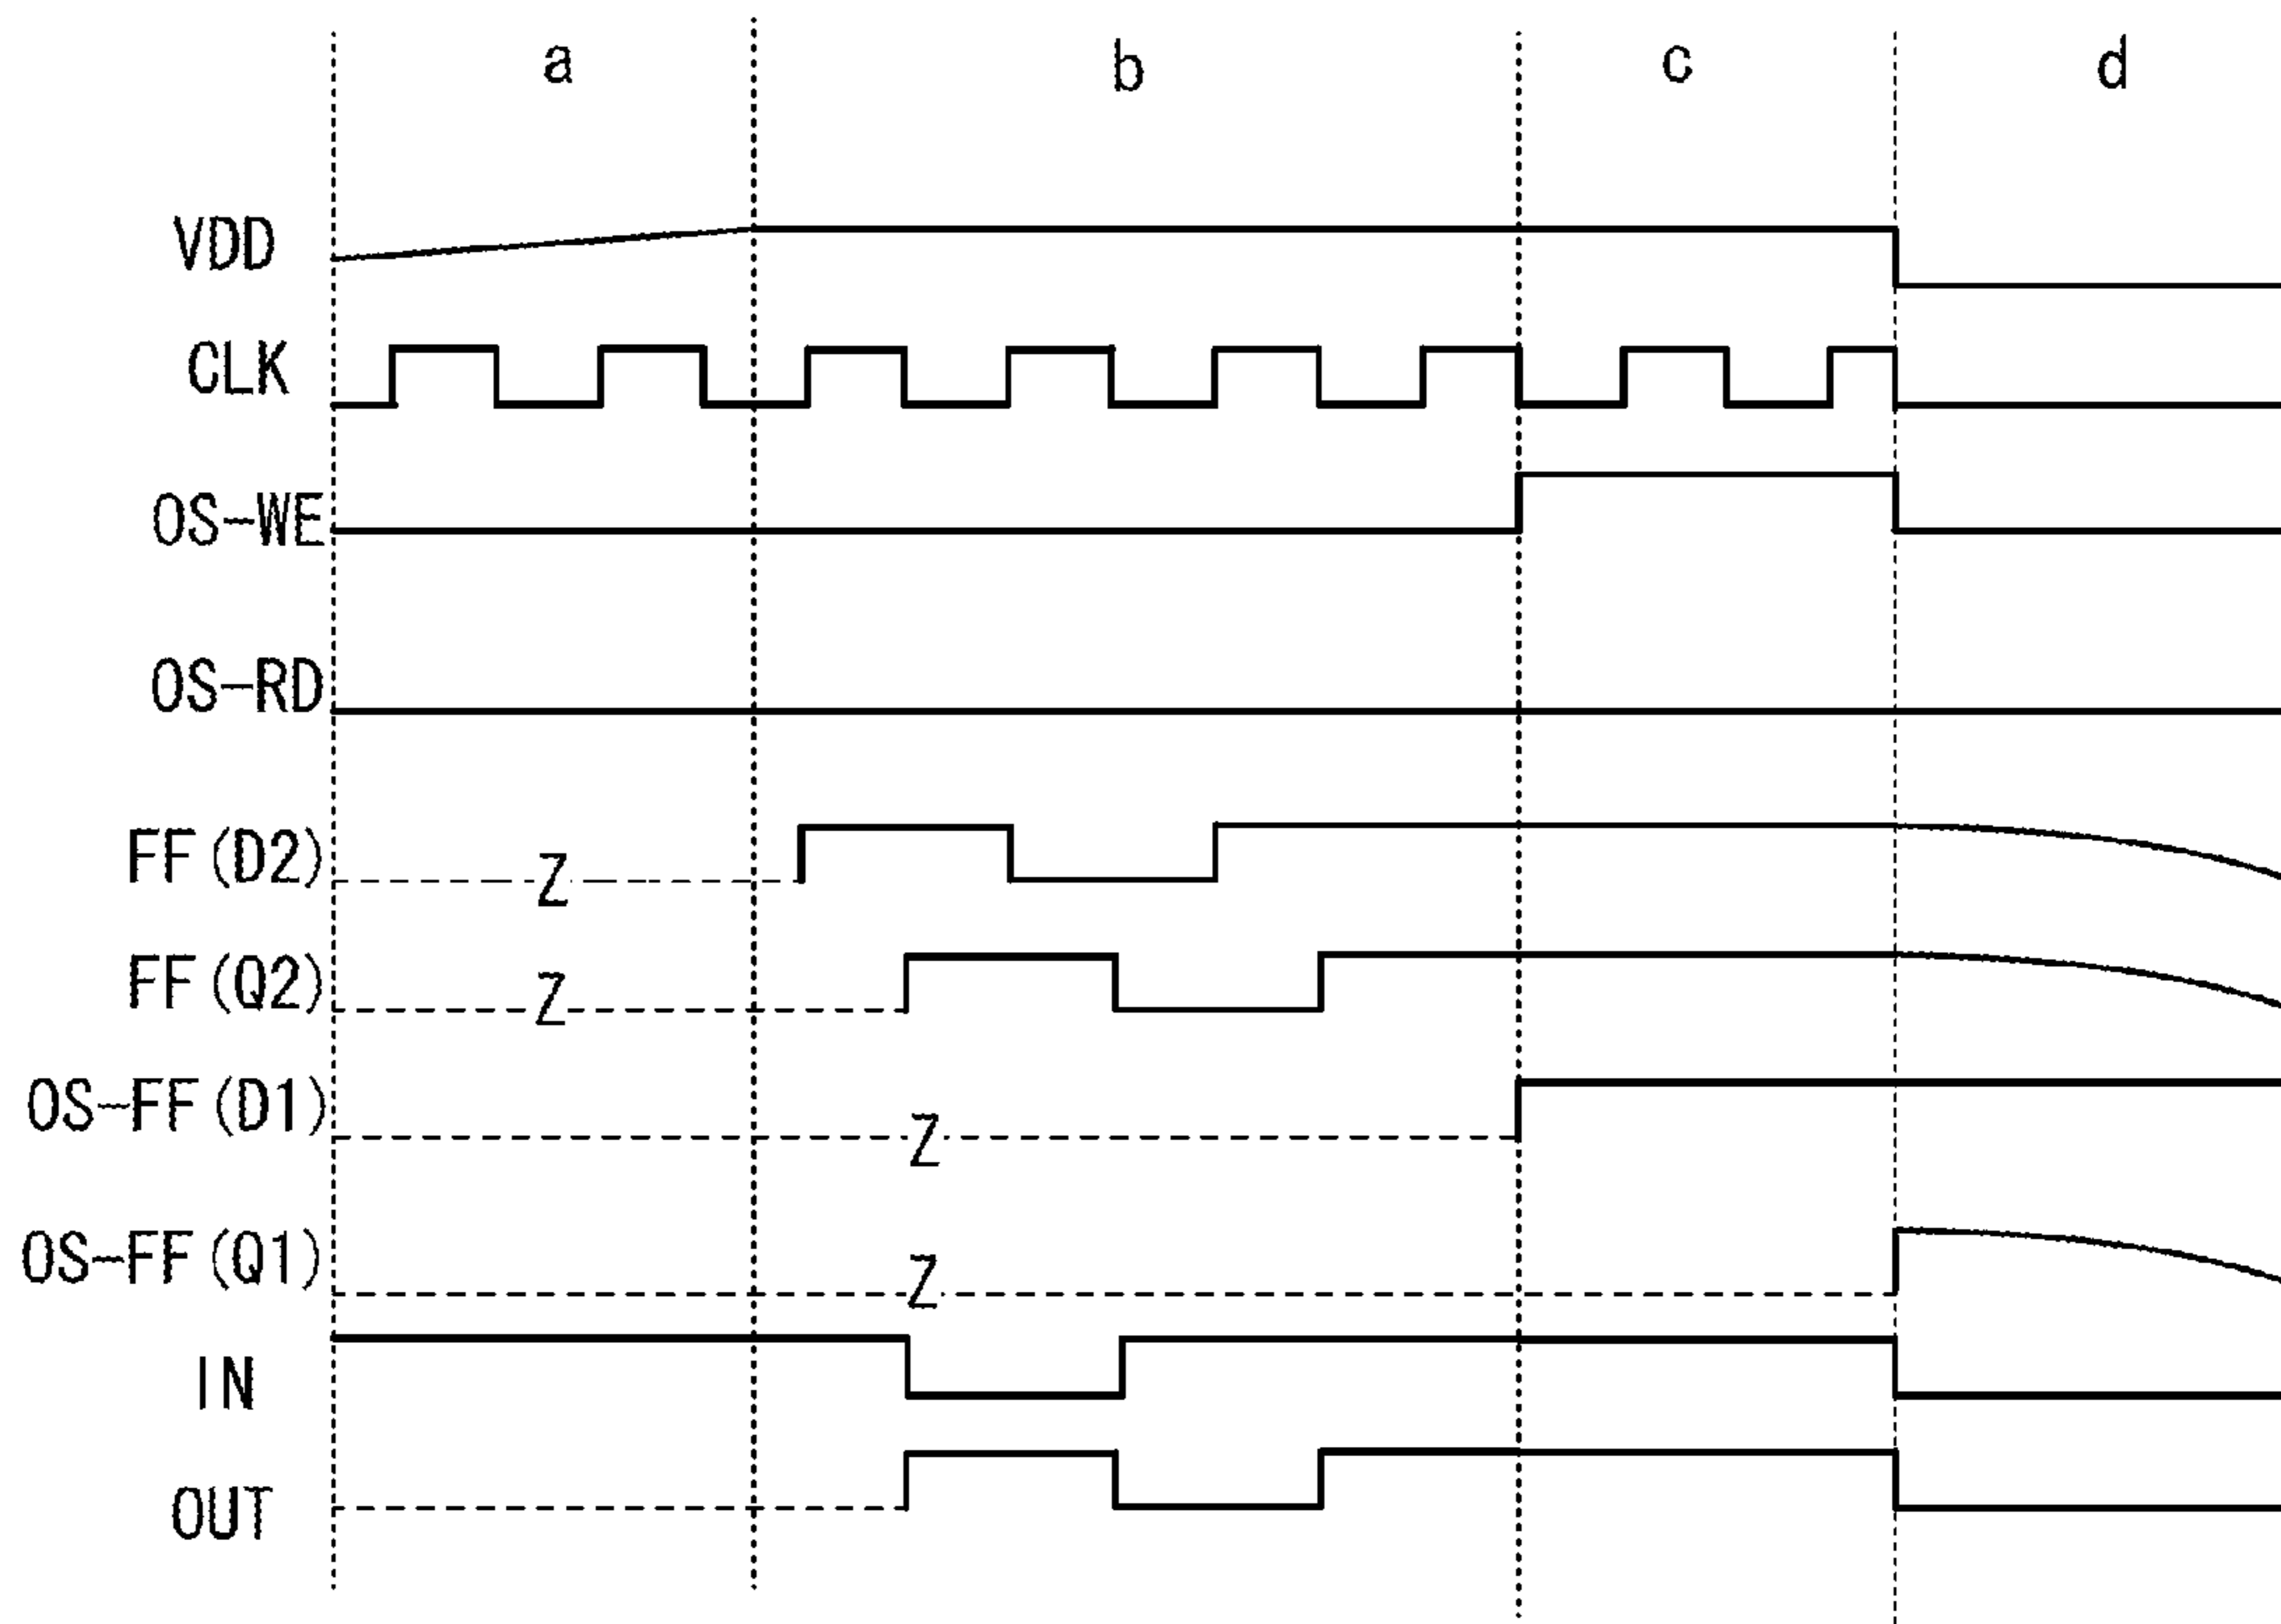 a b c d
VDD
CLK
OS-WE
OS-RD
FF(D2)
Z
FF(Q2)
Z
OS-FF(D1)
Z
OS-FF(Q1)
Z
IN
OUT